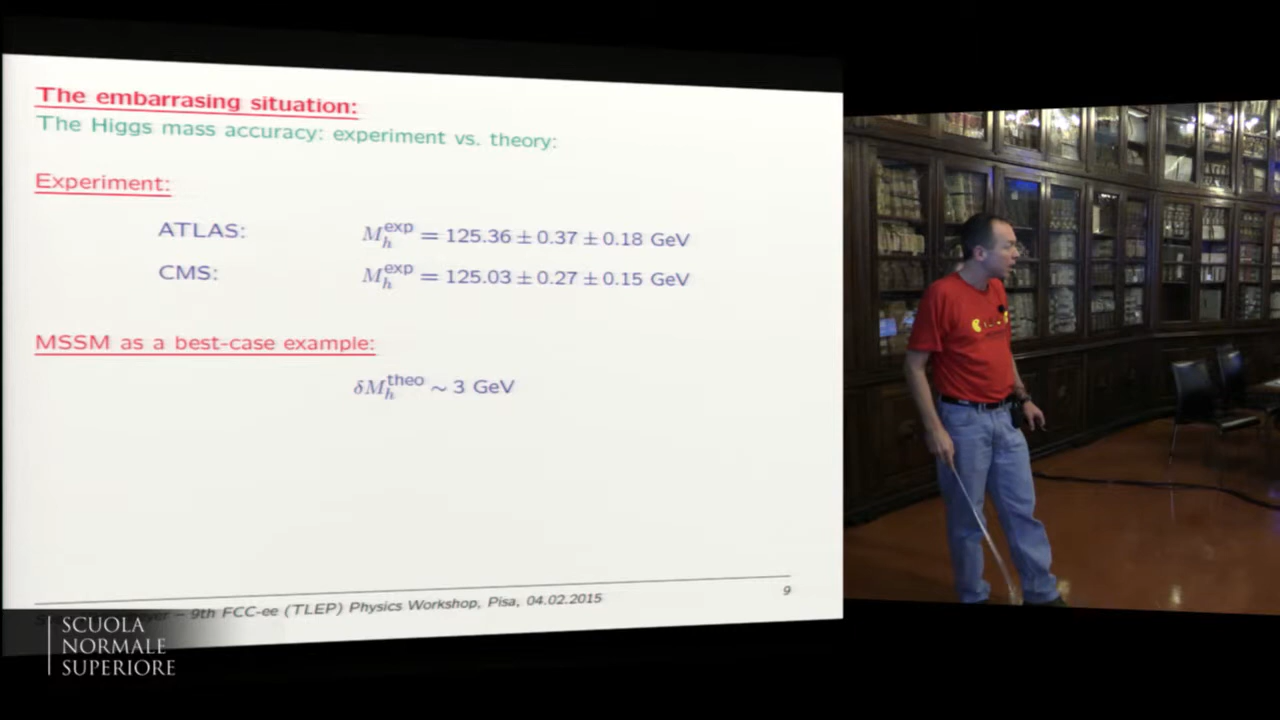 The embarrasing situation:
The Higgs mass accuracy: experiment vs. theory:
Experiment:
ATLAS: M_h^exp = 125.36 ± 0.37 ± 0.18 GeV
CMS: M_h^exp = 125.03 ± 0.27 ± 0.15 GeV
MSSM as a best-case example:
δM_h^theo ∼ 3 GeV
– 9th FCC-ee (TLEP) Physics Workshop, Pisa, 04.02.2015 9
SCUOLA
NORMALE
SUPERIORE